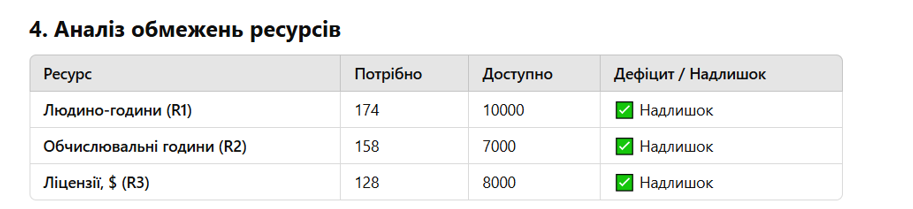 4. Аналіз обмежень ресурсів
Ресурс Потрібно Доступно Дефіцит / Надлишок
Людино-години (R1) 174 10000 ✅ Надлишок
Обчислювальні години (R2) 158 7000 ✅ Надлишок
Ліцензії, $ (R3) 128 8000 ✅ Надлишок